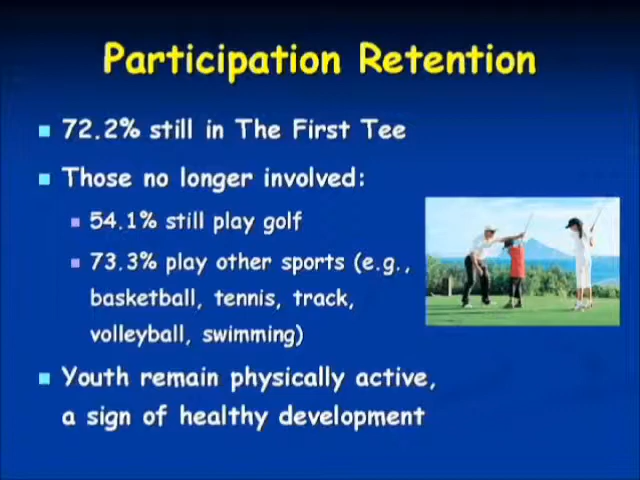 Participation Retention
72.2% still in The First Tee
Those no longer involved:
54.1% still play golf
73.3% play other sports (e.g.,
basketball, tennis, track,
volleyball, swimming)
Youth remain physically active,
a sign of healthy development